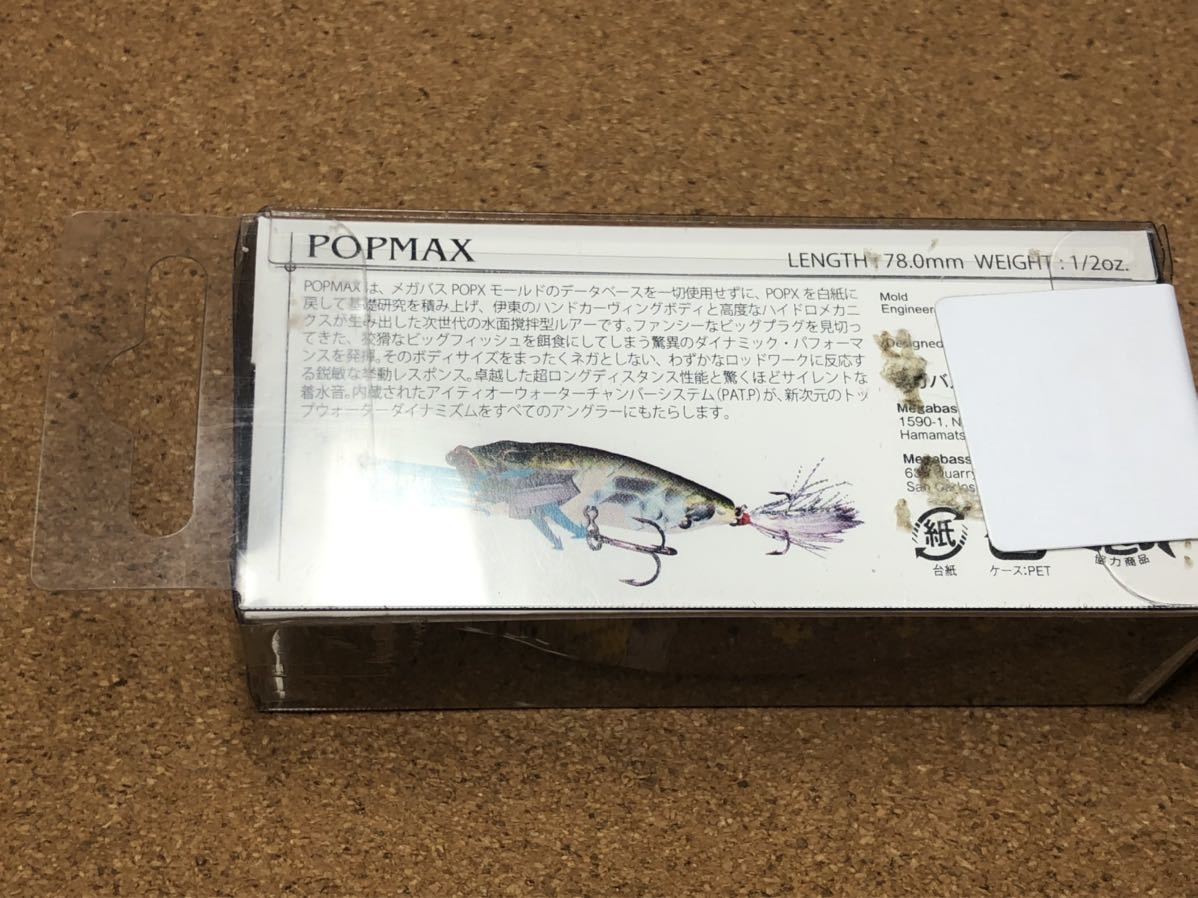 POPMAX
LENGTH : 78.0mm WEIGHT : 1/2oz.
POPMAX は、メガバス POPX モールドのデータベースを一切使用せずに、POPX を白紙に
戻して基礎研究を積み上げ、伊東のハンドカーヴィングボディと高度なハイドロメカニ
クスが生み出した次世代の水面撹拌型ルアーです。ファンシーなビッグプラグを見切っ
てきた、狡猾なビッグフィッシュを餌食にしてしまう驚異のダイナミック・パフォーマ
ンスを発揮。そのボディサイズをまったくネガとしない、わずかなロッドワークに反応す
る鋭敏な挙動レスポンス。卓越した超ロングディスタンス性能と驚くほどサイレントな
着水音。内蔵されたアイティオーウォーターチャンバーシステム(PAT.P)が、新次元のトッ
プウォーターダイナミズムをすべてのアングラーにもたらします。
Mold
Engineer
Designed
Megabass
1590-1, N
Hamamats
Megabass
Quarry
San Carlos
紙
台紙
ケース:PET
協力商品